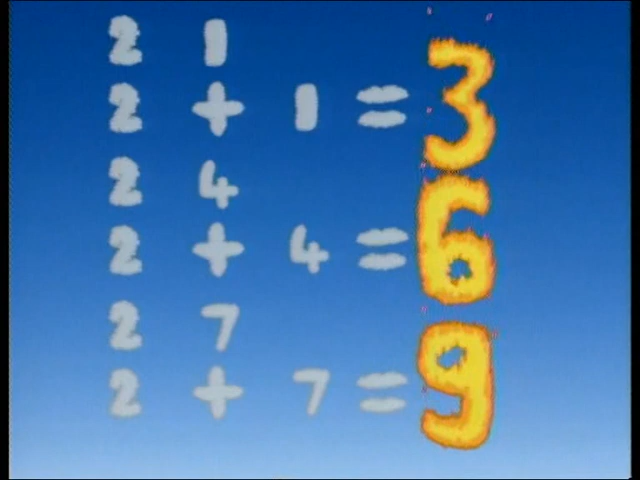 2 1
2 + 1 = 3
2 4
2 + 4 = 6
2 7
2 + 7 = 9